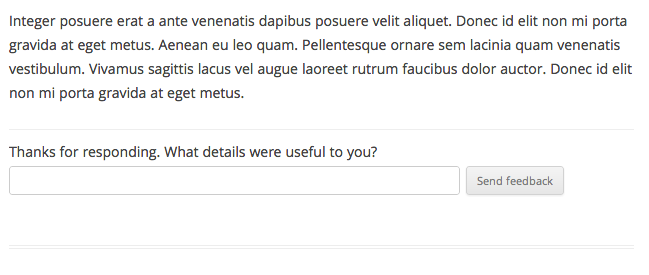 Integer posuere erat a ante venenatis dapibus posuere velit aliquet. Donec id elit non mi porta
gravida at eget metus. Aenean eu leo quam. Pellentesque ornare sem lacinia quam venenatis
vestibulum. Vivamus sagittis lacus vel augue laoreet rutrum faucibus dolor auctor. Donec id elit
non mi porta gravida at eget metus.
Thanks for responding. What details were useful to you?
Send feedback